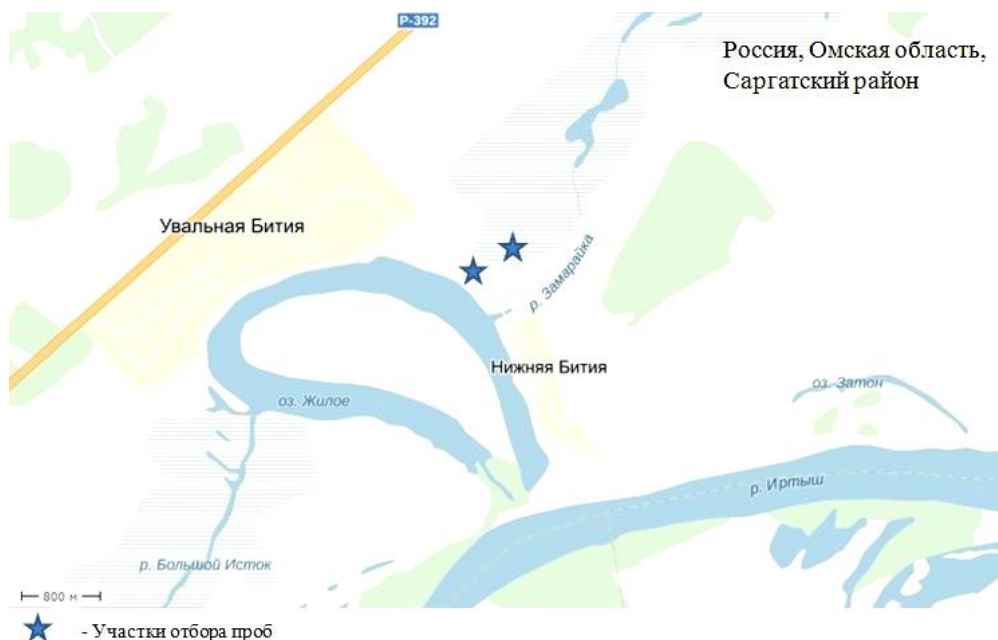 Р-392
Россия, Омская область,
Саргатский район
Увальная Бития
р. Замарайка
Нижняя Бития
оз. Затон
оз. Жилое
р. Иртыш
р. Большой Исток
800 м
- Участки отбора проб